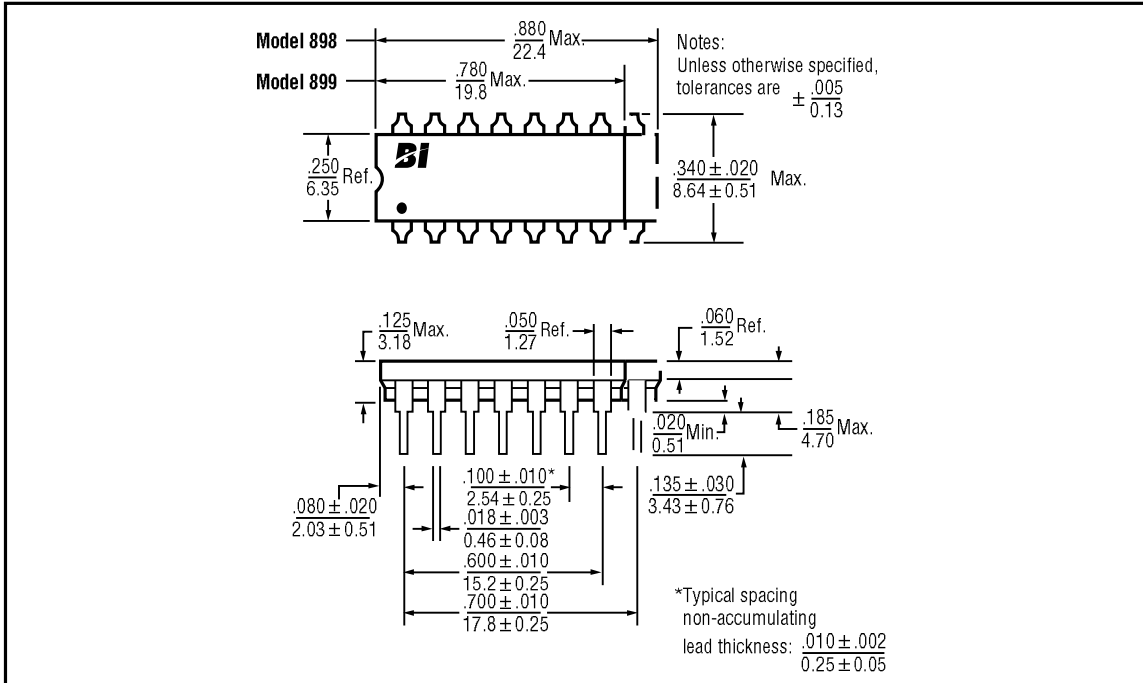 Model 898
.880 Max.
22.4
Notes:
Unless otherwise specified,
tolerances are ± .005
0.13
Model 899
.780 Max.
19.8
.250 Ref.
6.35
BI
.340 ± .020 Max.
8.64 ± 0.51
.125 Max.
3.18
.050 Ref.
1.27
.060 Ref.
1.52
.020 Min.
0.51
.185 Max.
4.70
.080 ± .020
2.03 ± 0.51
.100 ± .010*
2.54 ± 0.25
.135 ± .030
3.43 ± 0.76
.018 ± .003
0.46 ± 0.08
.600 ± .010
15.2 ± 0.25
.700 ± .010
17.8 ± 0.25
*Typical spacing
non-accumulating
lead thickness: .010 ± .002
0.25 ± 0.05